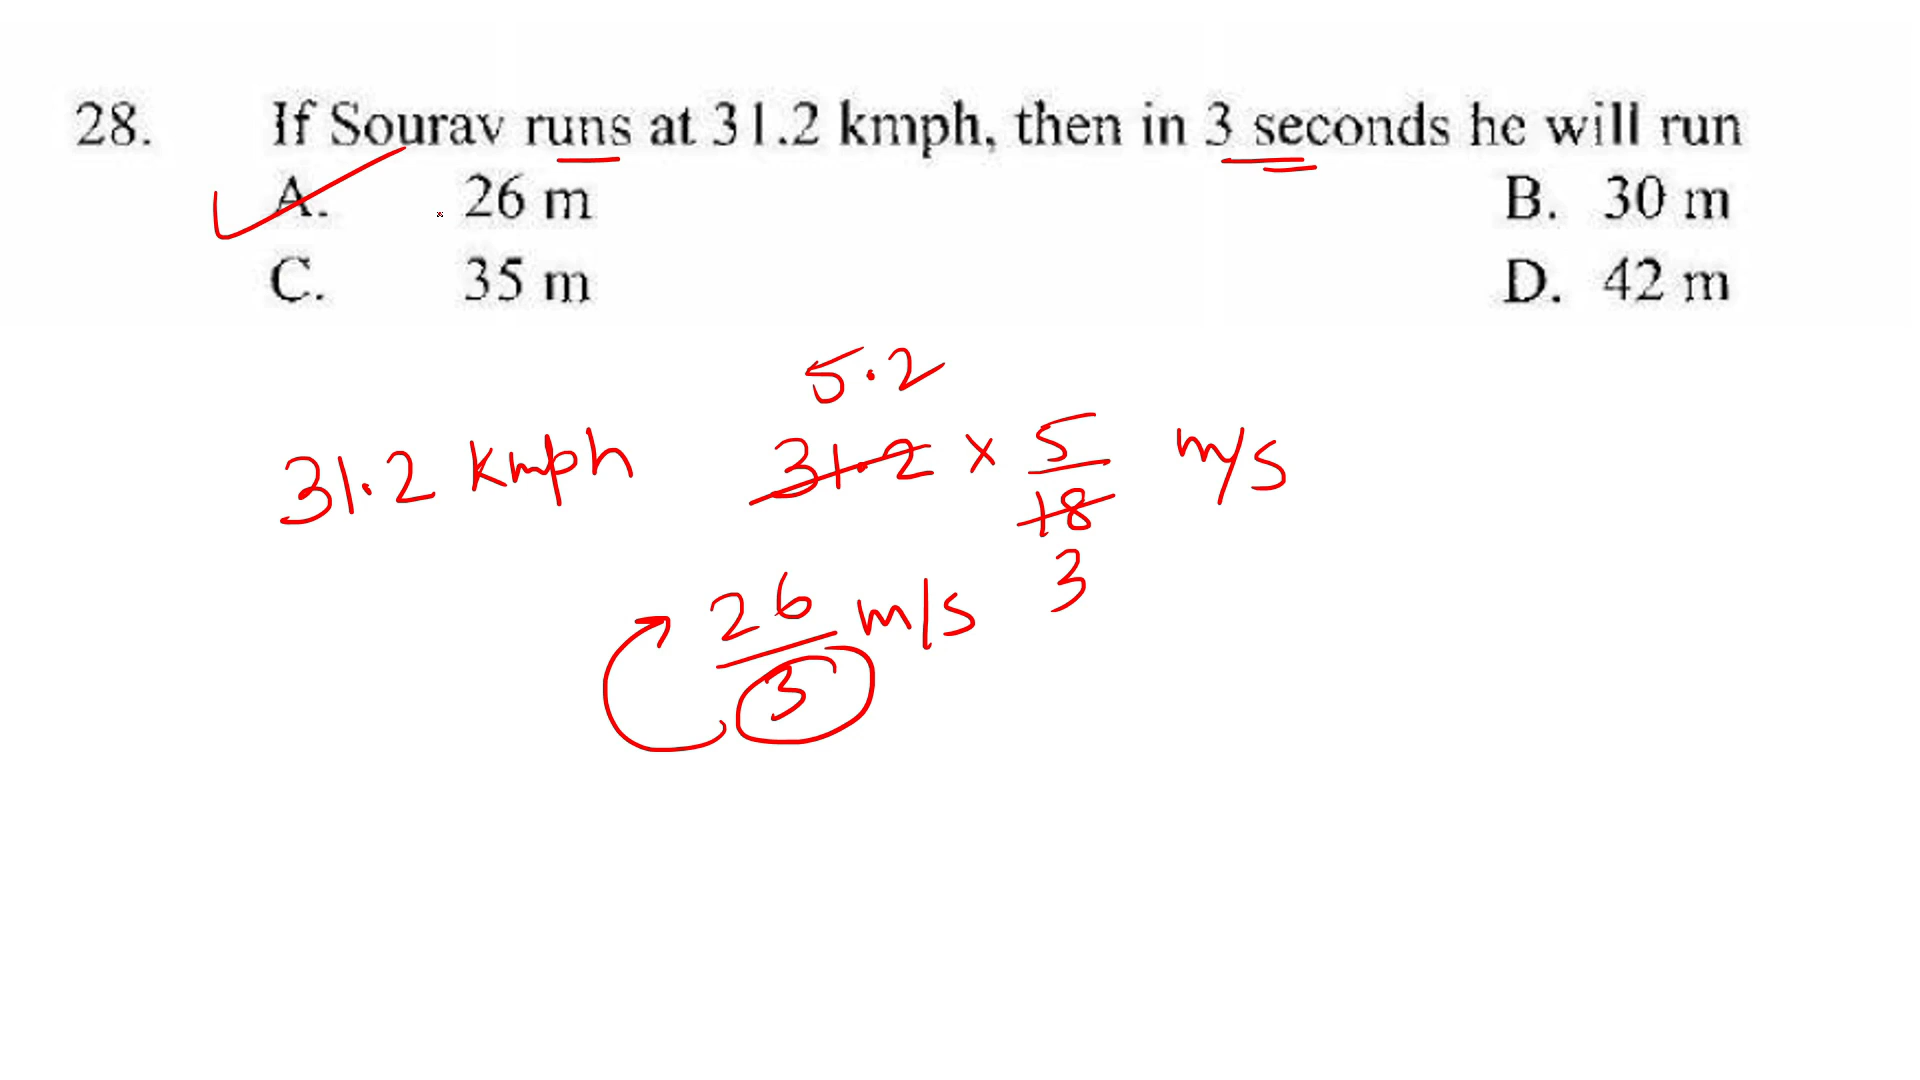 28. If Sourav runs at 31.2 kmph, then in 3 seconds he will run
A. 26 m B. 30 m
C. 35 m D. 42 m
5.2
31.2 kmph 31.2 × 5/18 m/s
3
26/3 m/s